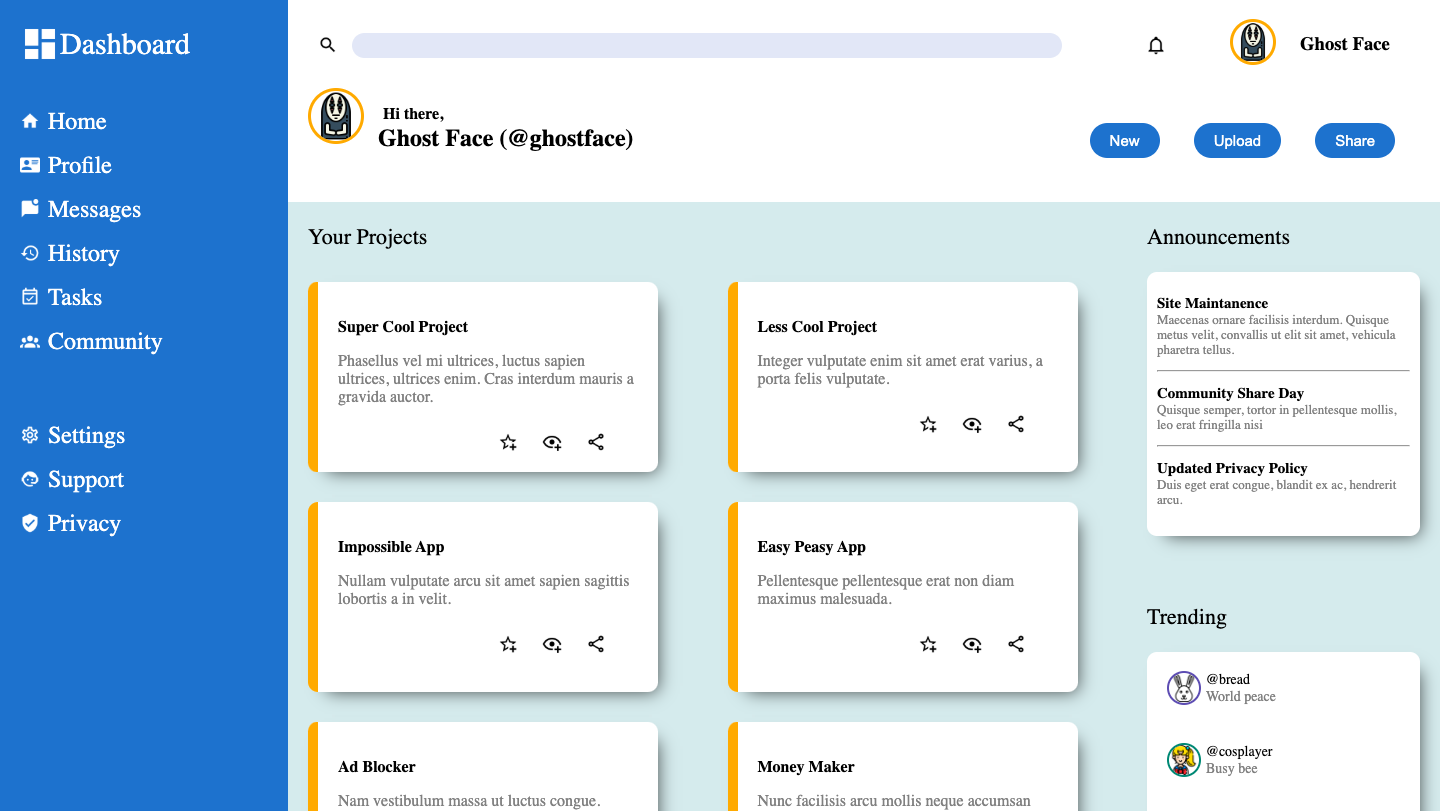 Dashboard
Home
Profile
Messages
History
Tasks
Community
Settings
Support
Privacy
Ghost Face
Hi there,
Ghost Face (@ghostface)
New
Upload
Share
Your Projects
Super Cool Project
Phasellus vel mi ultrices, luctus sapien
ultrices, ultrices enim. Cras interdum mauris a
gravida auctor.
Less Cool Project
Integer vulputate enim sit amet erat varius, a
porta felis vulputate.
Impossible App
Nullam vulputate arcu sit amet sapien sagittis
lobortis a in velit.
Easy Peasy App
Pellentesque pellentesque erat non diam
maximus malesuada.
Ad Blocker
Nam vestibulum massa ut luctus congue.
Money Maker
Nunc facilisis arcu mollis neque accumsan
Announcements
Site Maintanence
Maecenas ornare facilisis interdum. Quisque
metus velit, convallis ut elit sit amet, vehicula
pharetra tellus.
Community Share Day
Quisque semper, tortor in pellentesque mollis,
leo erat fringilla nisi
Updated Privacy Policy
Duis eget erat congue, blandit ex ac, hendrerit
arcu.
Trending
@bread
World peace
@cosplayer
Busy bee